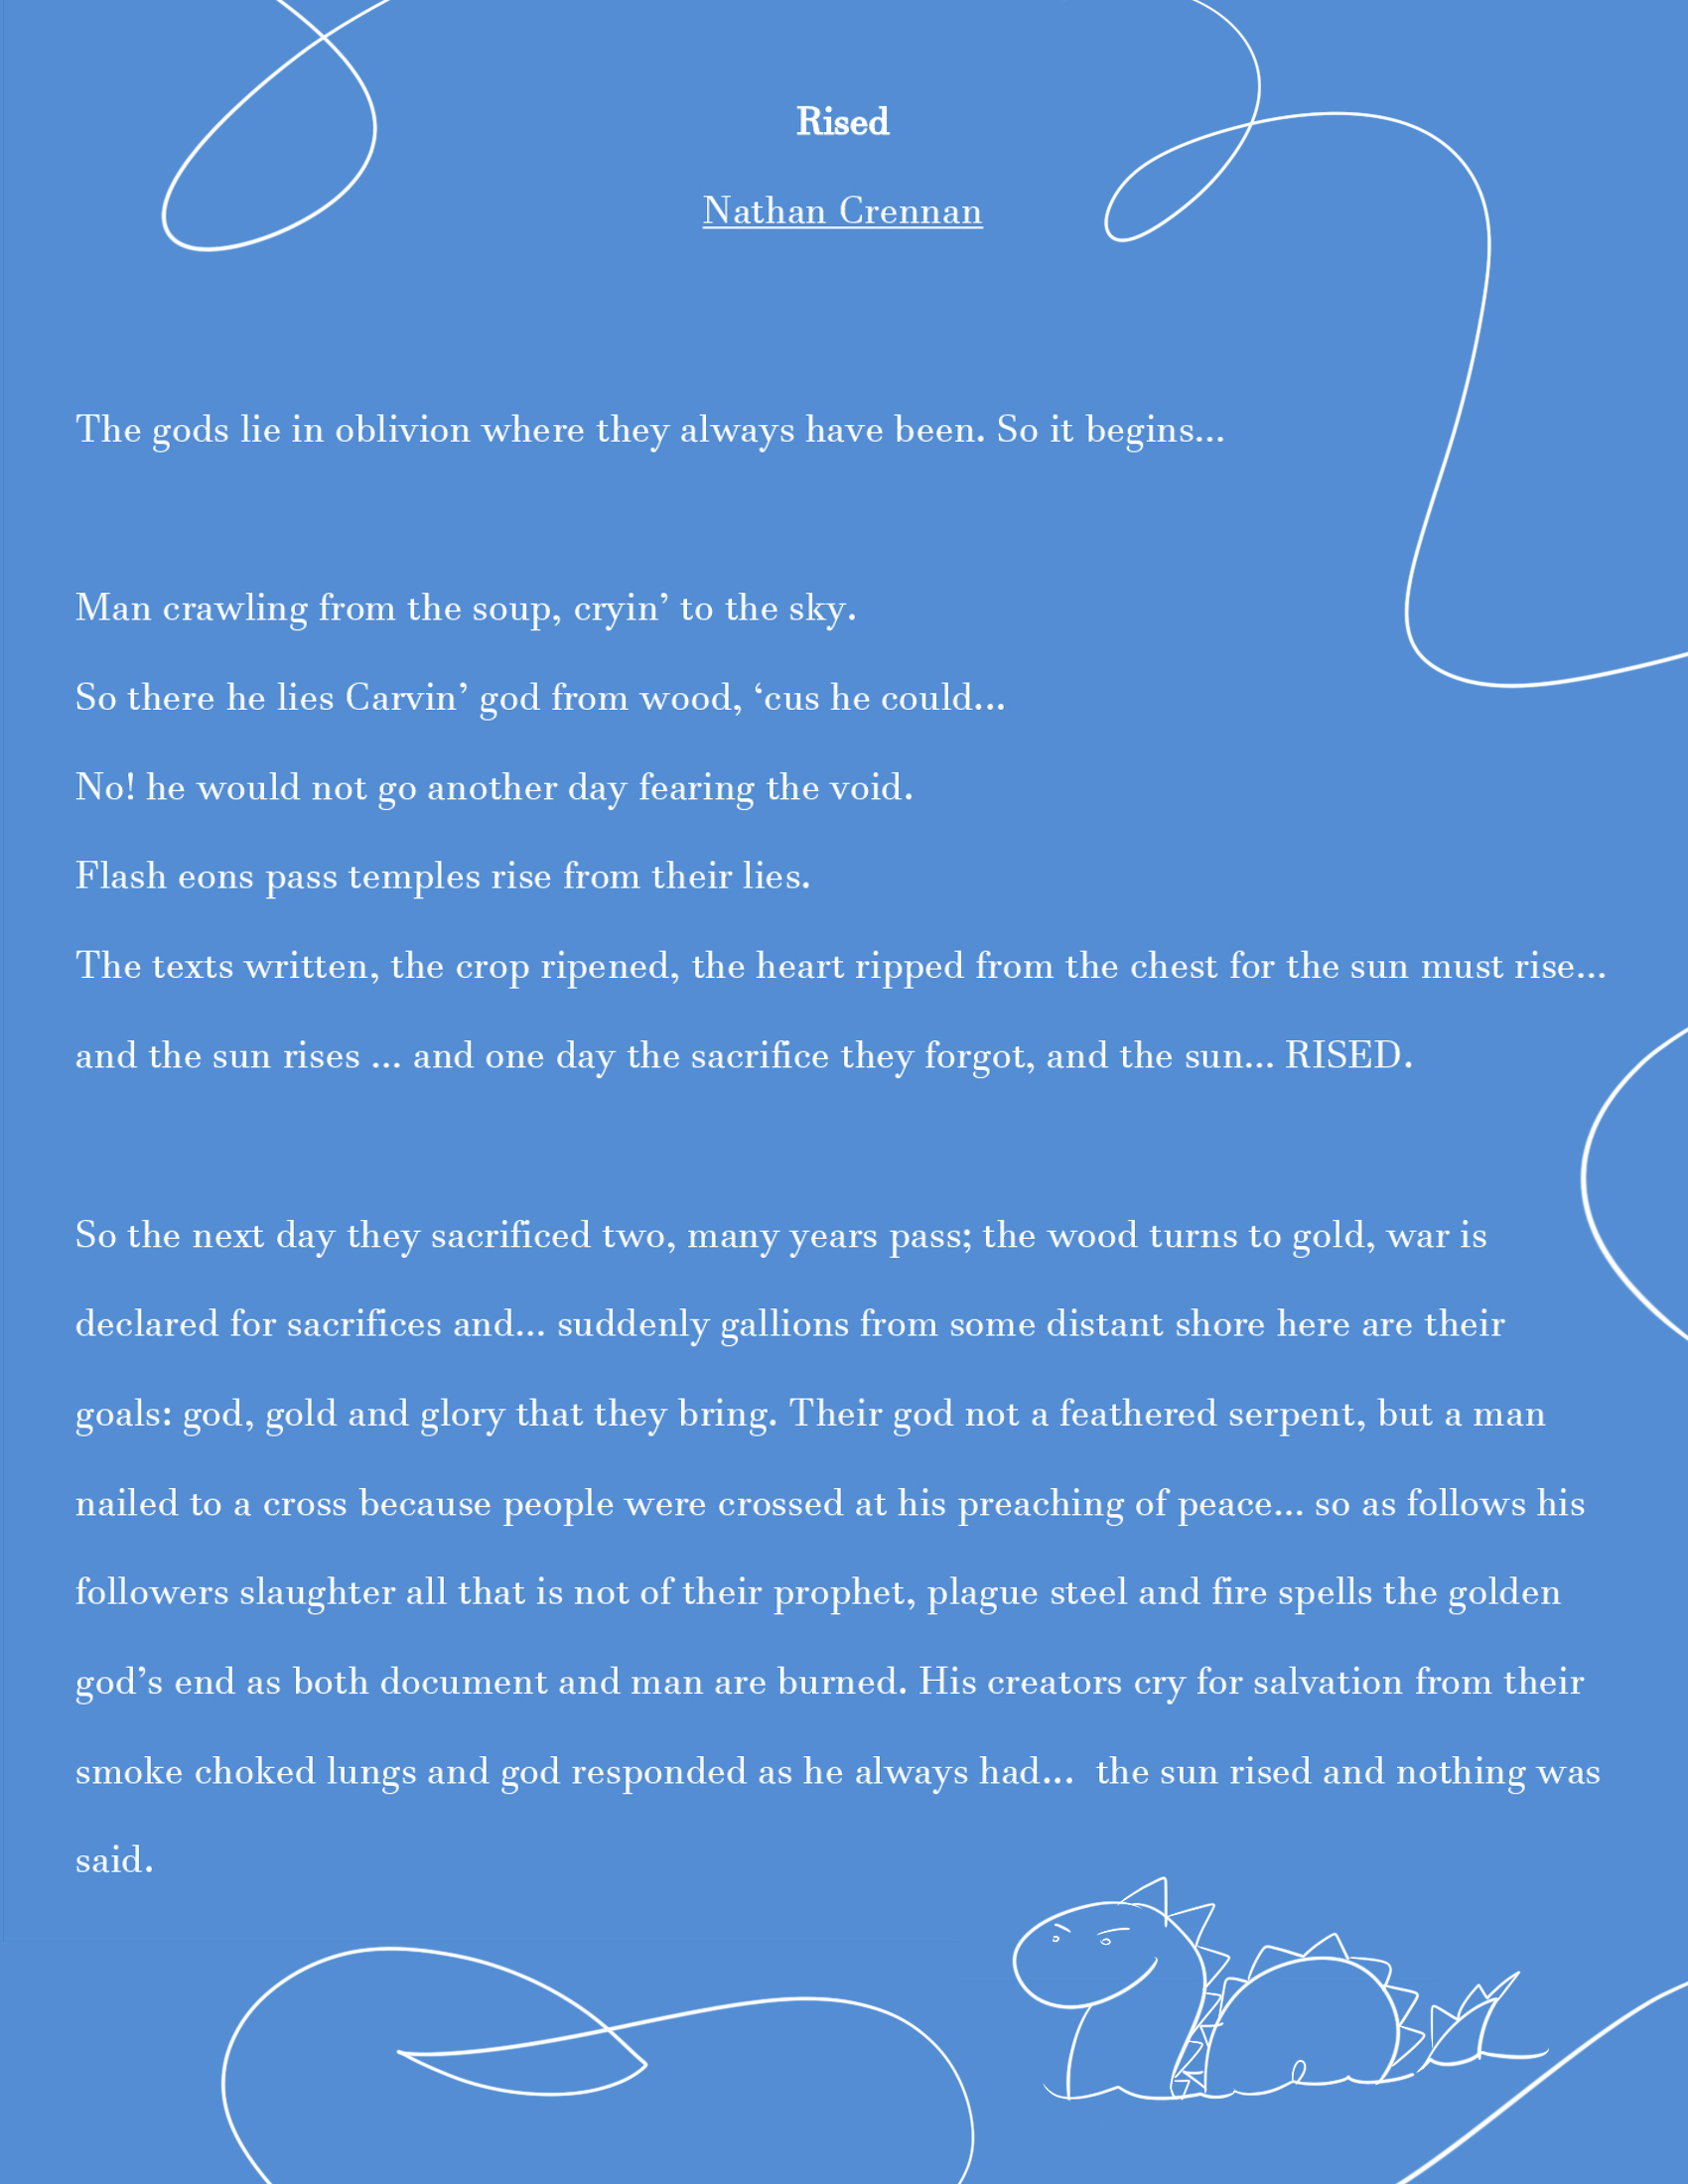 Rised
Nathan Crennan
The gods lie in oblivion where they always have been. So it begins...
Man crawling from the soup, cryin’ to the sky.
So there he lies Carvin’ god from wood, ‘cus he could...
No! he would not go another day fearing the void.
Flash eons pass temples rise from their lies.
The texts written, the crop ripened, the heart ripped from the chest for the sun must rise...
and the sun rises ... and one day the sacrifice they forgot, and the sun... RISED.
So the next day they sacrificed two, many years pass; the wood turns to gold, war is
declared for sacrifices and... suddenly gallions from some distant shore here are their
goals: god, gold and glory that they bring. Their god not a feathered serpent, but a man
nailed to a cross because people were crossed at his preaching of peace... so as follows his
followers slaughter all that is not of their prophet, plague steel and fire spells the golden
god’s end as both document and man are burned. His creators cry for salvation from their
smoke choked lungs and god responded as he always had...  the sun rised and nothing was
said.